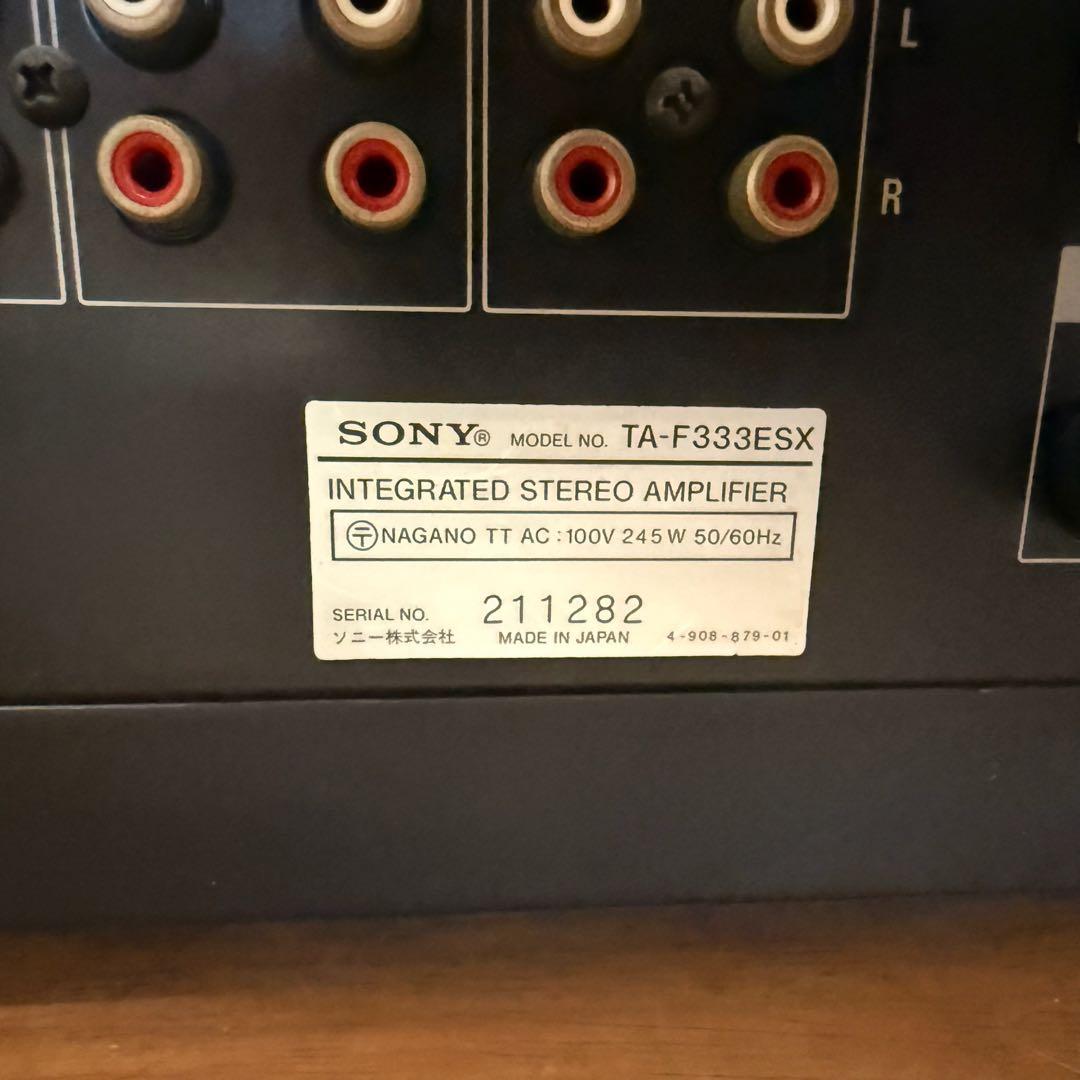 L
R
SONY® MODEL NO. TA-F333ESX
INTEGRATED STEREO AMPLIFIER
〶NAGANO TT AC:100V 245W 50/60Hz
SERIAL NO. 211282
ソニー株式会社 MADE IN JAPAN 4-908-879-01